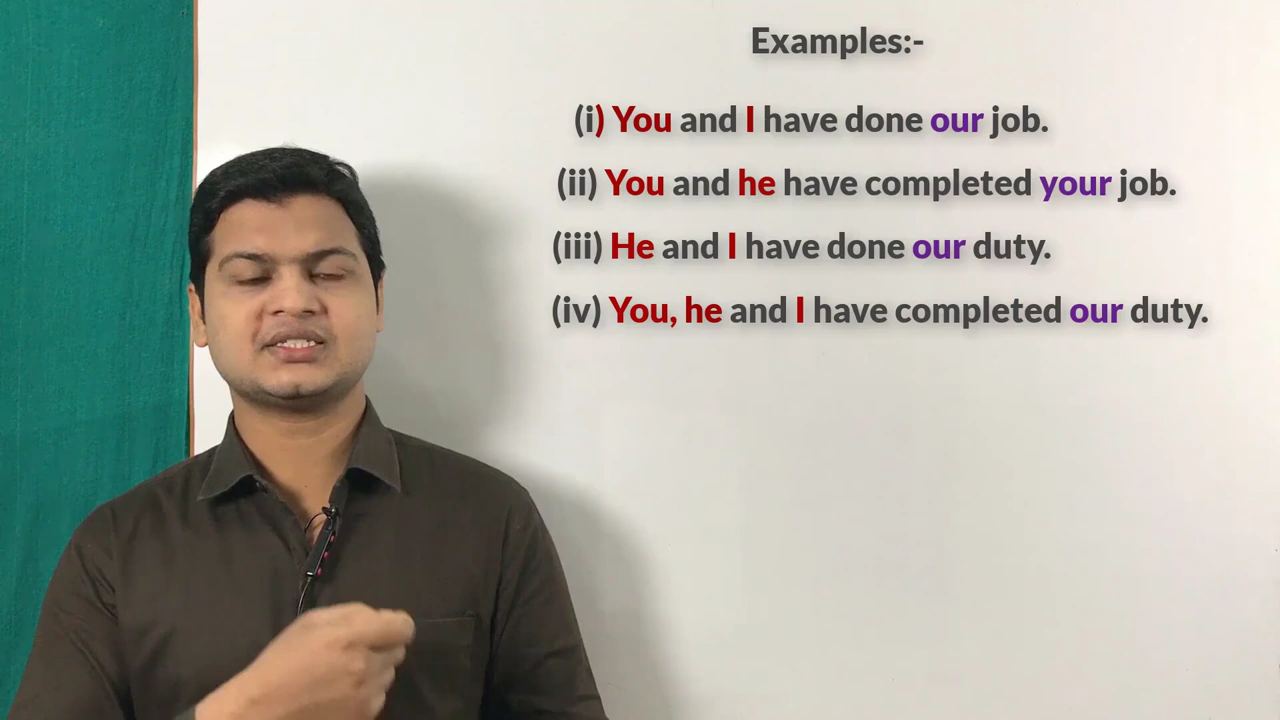 Examples:-
(i) You and I have done our job.
(ii) You and he have completed your job.
(iii) He and I have done our duty.
(iv) You, he and I have completed our duty.